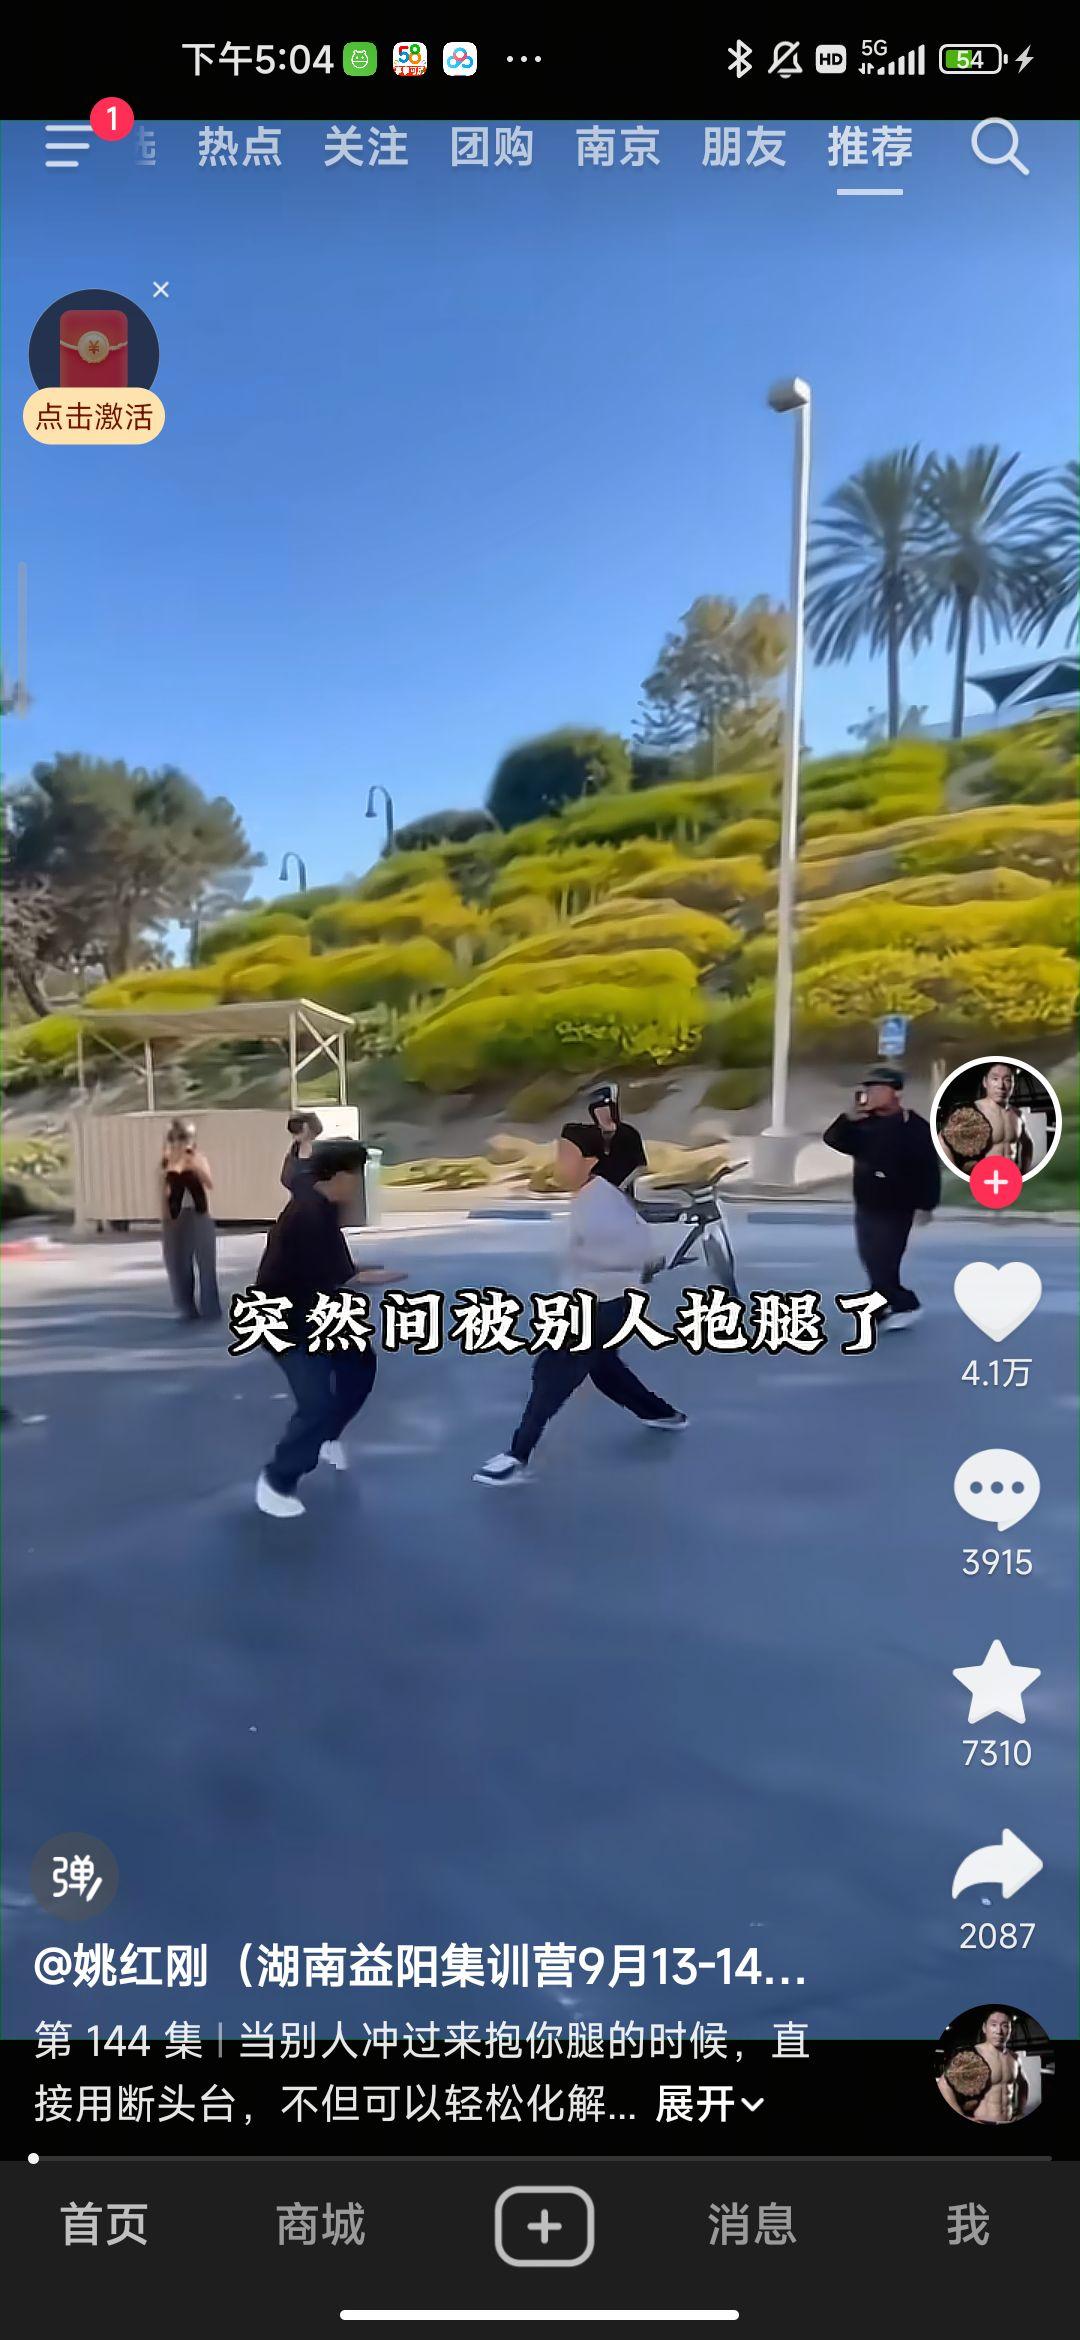 下午5:04
58
HD
5G
54
1
热点
关注
团购
南京
朋友
推荐
点击激活
突然间被别人抱腿了
4.1万
3915
7310
弹
2087
@姚红刚（湖南益阳集训营9月13-14...
第 144 集 | 当别人冲过来抱你腿的时候，直
接用断头台，不但可以轻松化解... 展开
首页
商城
消息
我